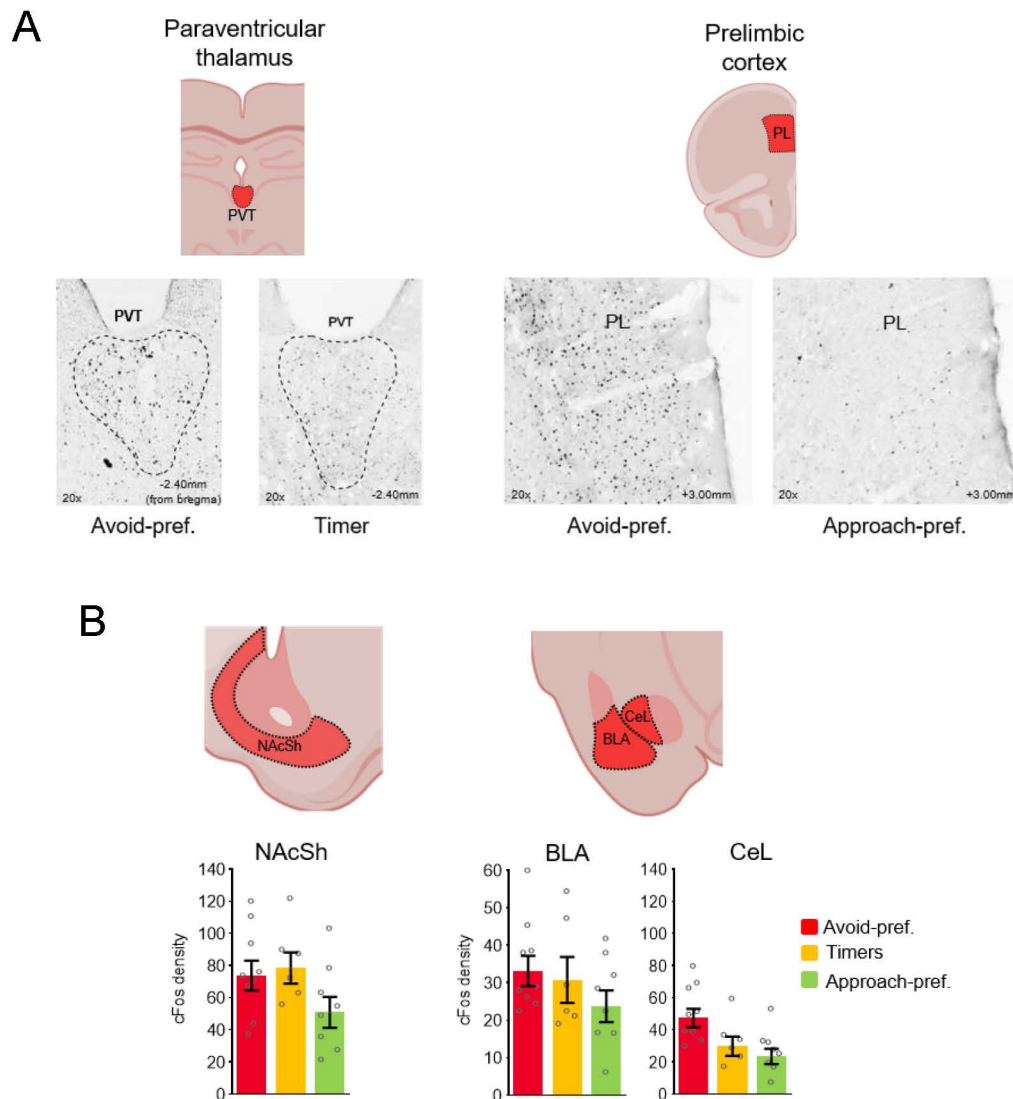 A
Paraventricular
thalamus
Prelimbic
cortex
PVT
PL
PVT
PVT
PL
PL
20x
-2.40mm
(from bregma)
20x
-2.40mm
20x
+3.00mm
20x
+3.00mm
Avoid-pref.
Timer
Avoid-pref.
Approach-pref.
B
NAcSh
CeL
BLA
NAcSh
BLA
CeL
cFos density
140
120
100
80
60
40
20
0
cFos density
60
50
40
30
20
10
0
140
120
100
80
60
40
20
0
Avoid-pref.
Timers
Approach-pref.